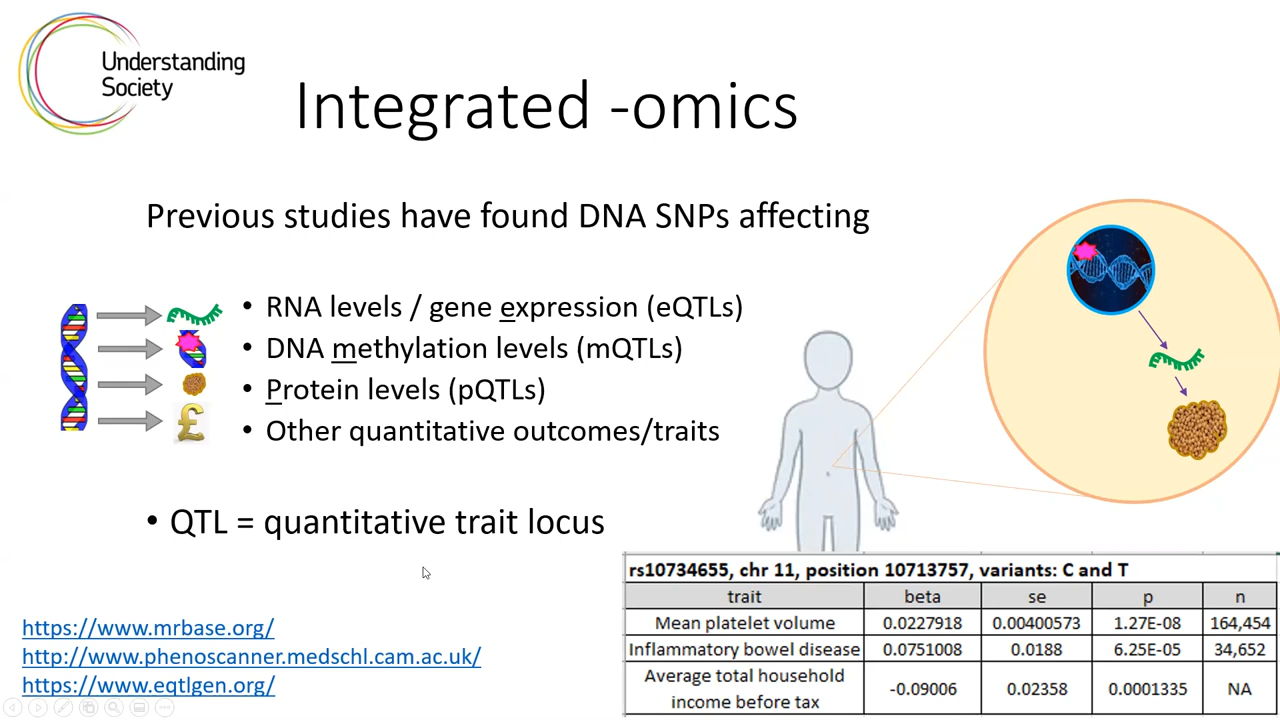 Understanding
Society
Integrated -omics
Previous studies have found DNA SNPs affecting
• RNA levels / gene expression (eQTLs)
• DNA methylation levels (mQTLs)
• Protein levels (pQTLs)
• Other quantitative outcomes/traits
• QTL = quantitative trait locus
rs10734655, chr 11, position 10713757, variants: C and T
trait beta se p n
Mean platelet volume 0.0227918 0.00400573 1.27E-08 164,454
Inflammatory bowel disease 0.0751008 0.0188 6.25E-05 34,652
Average total household
income before tax -0.09006 0.02358 0.0001335 NA
https://www.mrbase.org/
http://www.phenoscanner.medschl.cam.ac.uk/
https://www.eqtlgen.org/